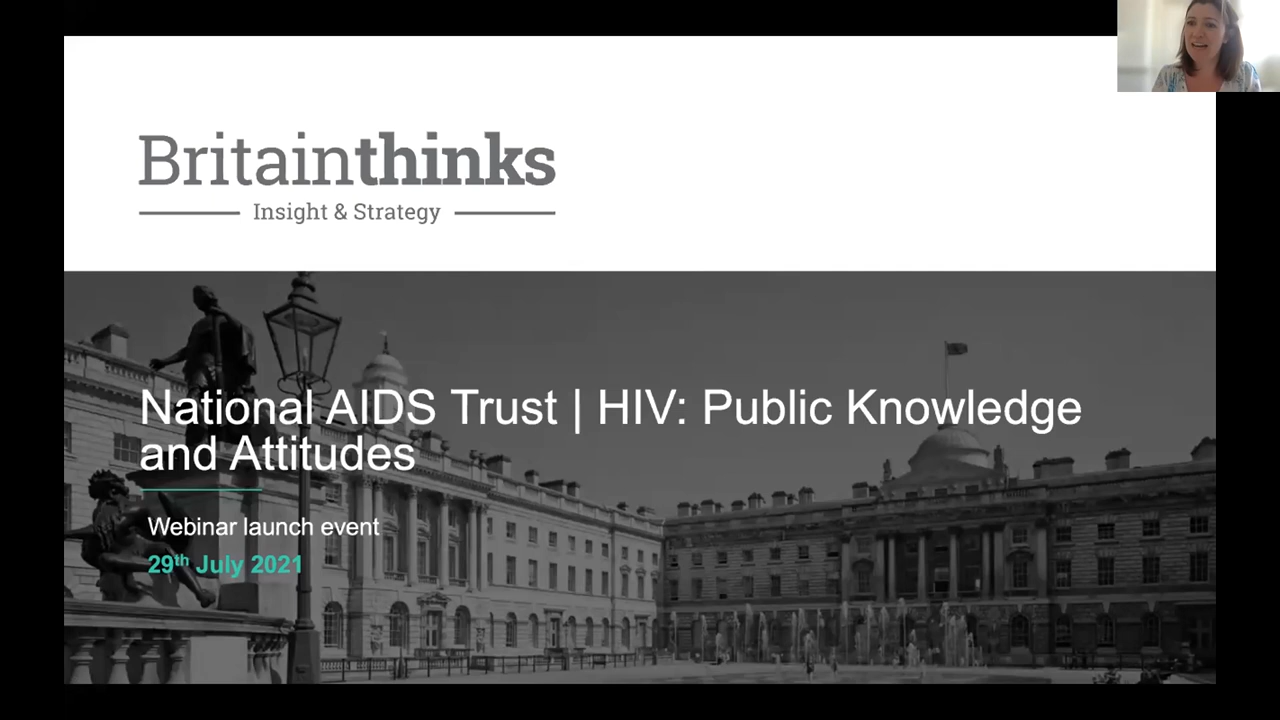 Britainthinks
Insight & Strategy
National AIDS Trust | HIV: Public Knowledge
and Attitudes
Webinar launch event
29th July 2021